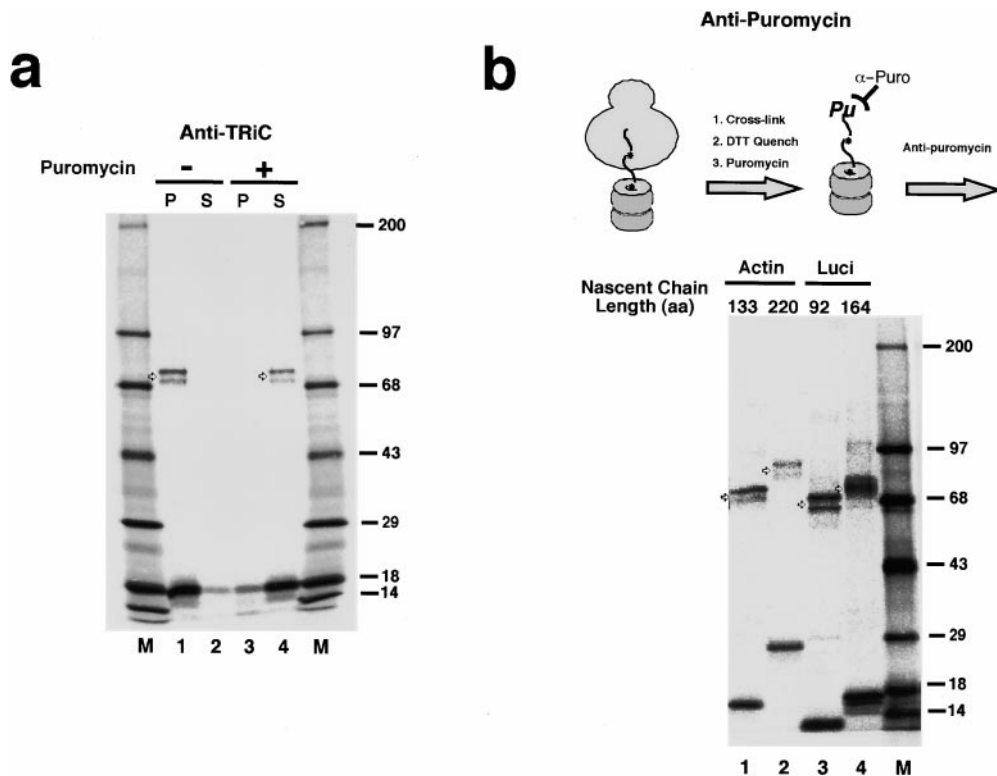 a
Anti-TRiC
Puromycin - +
P S P S
200
97
68
43
29
18
14
M 1 2 3 4 M
Anti-Puromycin
b
α-Puro
Pu
1. Cross-link
2. DTT Quench
3. Puromycin
Anti-puromycin
Actin Luci
Nascent Chain
Length (aa) 133 220 92 164
200
97
68
43
29
18
14
1 2 3 4 M